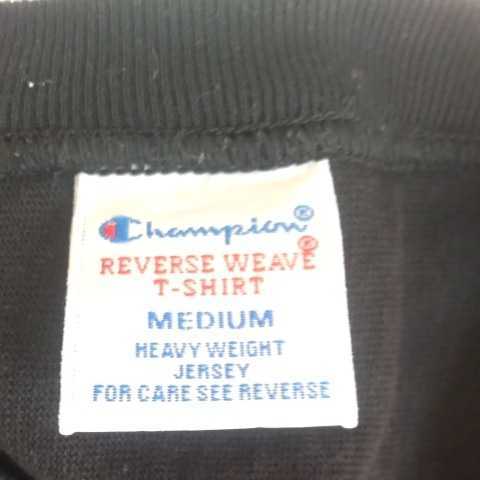 Champion®
REVERSE WEAVE®
T-SHIRT
MEDIUM
HEAVY WEIGHT
JERSEY
FOR CARE SEE REVERSE